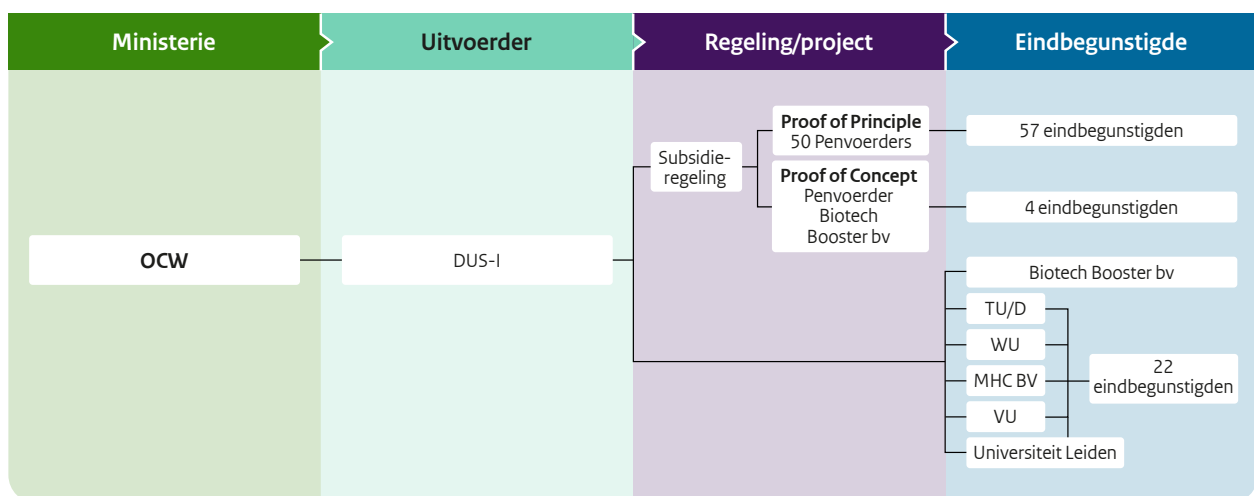 Ministerie
Uitvoerder
Regeling/project
Eindbegunstigde
OCW
DUS-I
Subsidie-
regeling
Proof of Principle
50 Penvoerders
Proof of Concept
Penvoerder
Biotech
Booster bv
57 eindbegunstigden
4 eindbegunstigden
Biotech Booster bv
TU/D
WU
MHC BV
VU
Universiteit Leiden
22
eindbegunstigden